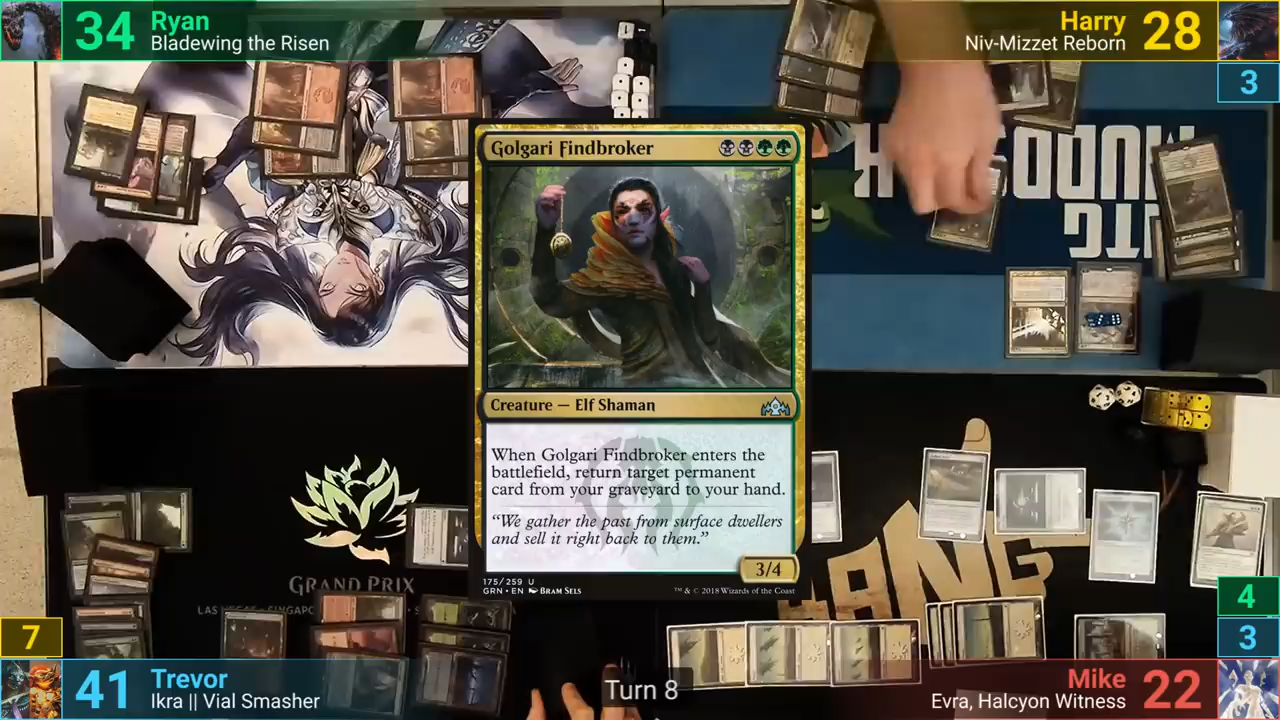 34
Ryan
Bladewing the Risen
Harry
Niv-Mizzet Reborn
28
3
Golgari Findbroker
Creature — Elf Shaman
When Golgari Findbroker enters the
battlefield, return target permanent
card from your graveyard to your hand.
“We gather the past from surface dwellers
and sell it right back to them.”
3/4
175/259 U
GRN • EN BRAM SELS
™ & © 2018 Wizards of the Coast
GRAND PRIX
7
41
Trevor
Ikra || Vial Smasher
Turn 8
4
3
Mike
Evra, Halcyon Witness
22